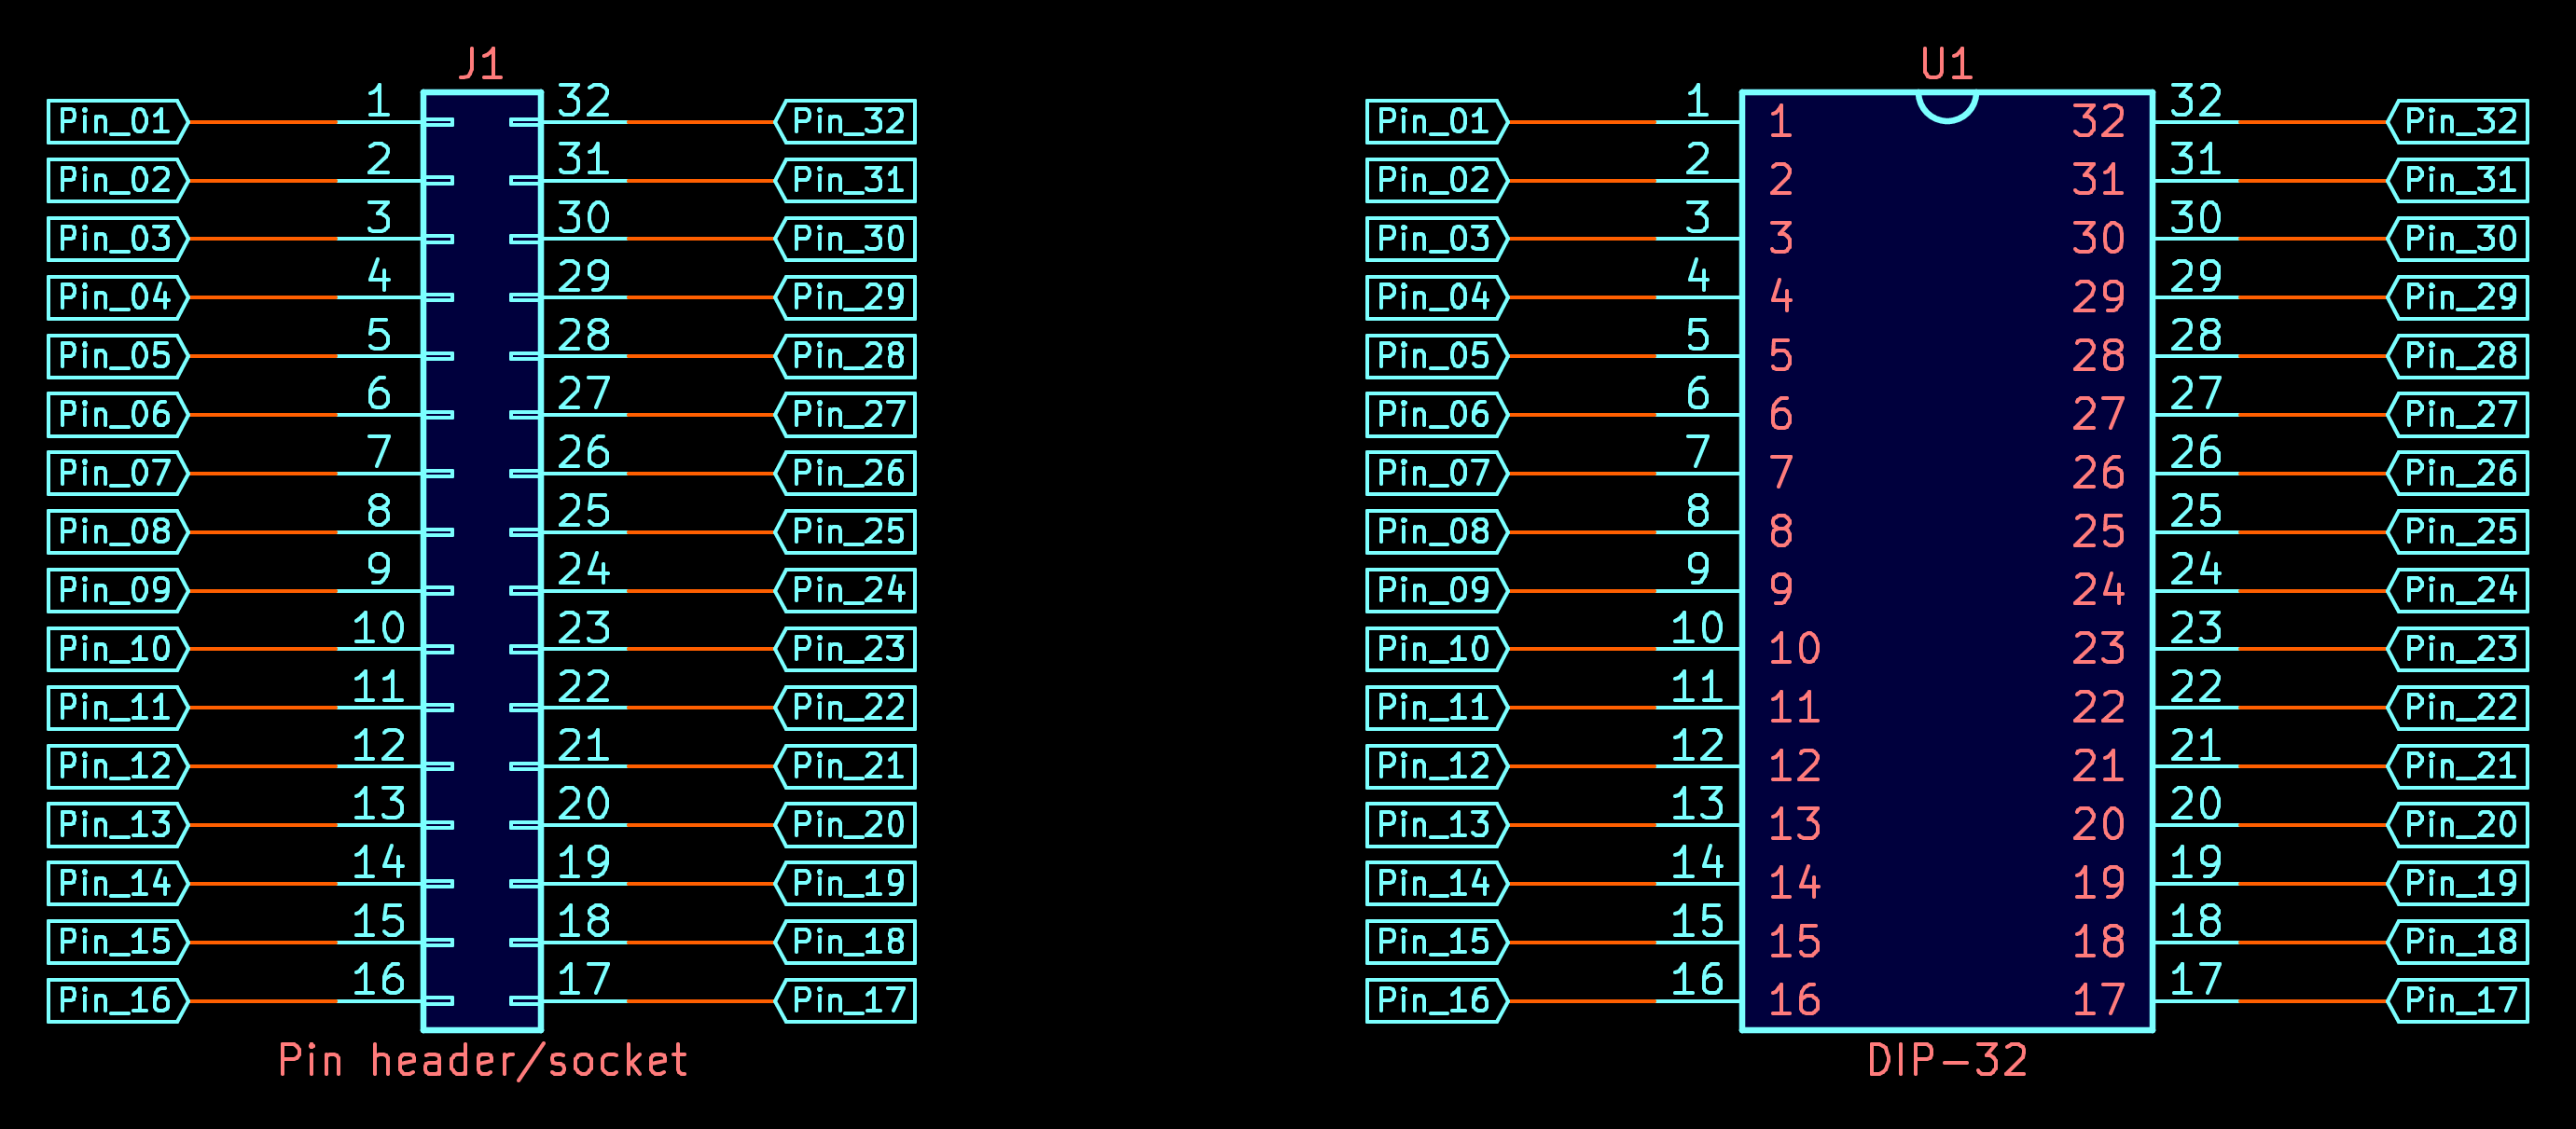 J1
1 32
Pin_01 Pin_32
2 31
Pin_02 Pin_31
3 30
Pin_03 Pin_30
4 29
Pin_04 Pin_29
5 28
Pin_05 Pin_28
6 27
Pin_06 Pin_27
7 26
Pin_07 Pin_26
8 25
Pin_08 Pin_25
9 24
Pin_09 Pin_24
10 23
Pin_10 Pin_23
11 22
Pin_11 Pin_22
12 21
Pin_12 Pin_21
13 20
Pin_13 Pin_20
14 19
Pin_14 Pin_19
15 18
Pin_15 Pin_18
16 17
Pin_16 Pin_17
Pin header/socket
U1
1 32
Pin_01 1 32 Pin_32
2 31
Pin_02 2 31 Pin_31
3 30
Pin_03 3 30 Pin_30
4 29
Pin_04 4 29 Pin_29
5 28
Pin_05 5 28 Pin_28
6 27
Pin_06 6 27 Pin_27
7 26
Pin_07 7 26 Pin_26
8 25
Pin_08 8 25 Pin_25
9 24
Pin_09 9 24 Pin_24
10 23
Pin_10 10 23 Pin_23
11 22
Pin_11 11 22 Pin_22
12 21
Pin_12 12 21 Pin_21
13 20
Pin_13 13 20 Pin_20
14 19
Pin_14 14 19 Pin_19
15 18
Pin_15 15 18 Pin_18
16 17
Pin_16 16 17 Pin_17
DIP-32